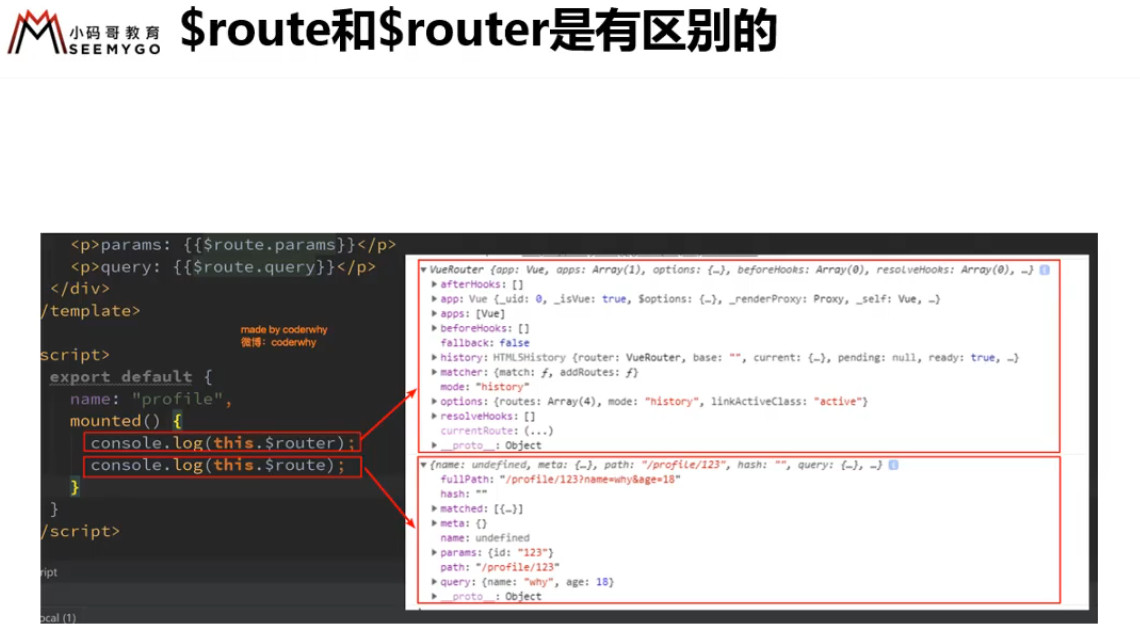 小码哥教育
SEEMYGO
$route和$router是有区别的
<p>params: {{$route.params}}</p>
<p>query: {{$route.query}}</p>
</div>
/template>
made by coderwhy
微博：coderwhy
script>
export default {
name: "profile",
mounted() {
console.log(this.$router);
console.log(this.$route);
}
}
/script>
ript
ocal (1)
▼VueRouter {app: Vue, apps: Array(1), options: {…}, beforeHooks: Array(0), resolveHooks: Array(0), …} i
▶afterHooks: []
▶app: Vue {_uid: 0, _isVue: true, $options: {…}, _renderProxy: Proxy, _self: Vue, …}
▶apps: [Vue]
▶beforeHooks: []
fallback: false
▶history: HTML5History {router: VueRouter, base: "", current: {…}, pending: null, ready: true, …}
▶matcher: {match: ƒ, addRoutes: ƒ}
mode: "history"
▶options: {routes: Array(4), mode: "history", linkActiveClass: "active"}
▶resolveHooks: []
currentRoute: (...)
▶__proto__: Object
▼{name: undefined, meta: {…}, path: "/profile/123", hash: "", query: {…}, …} i
fullPath: "/profile/123?name=why&age=18"
hash: ""
▶matched: [{…}]
▶meta: {}
name: undefined
▶params: {id: "123"}
path: "/profile/123"
▶query: {name: "why", age: 18}
▶__proto__: Object